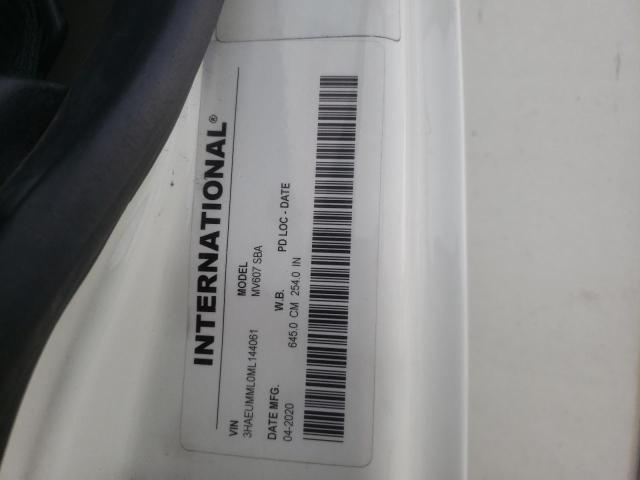 INTERNATIONAL®
VIN MODEL
3HAEUMML0ML144061 MV607 SBA
DATE MFG. W.B. PD LOC - DATE
04-2020 645.0 CM 254.0 IN